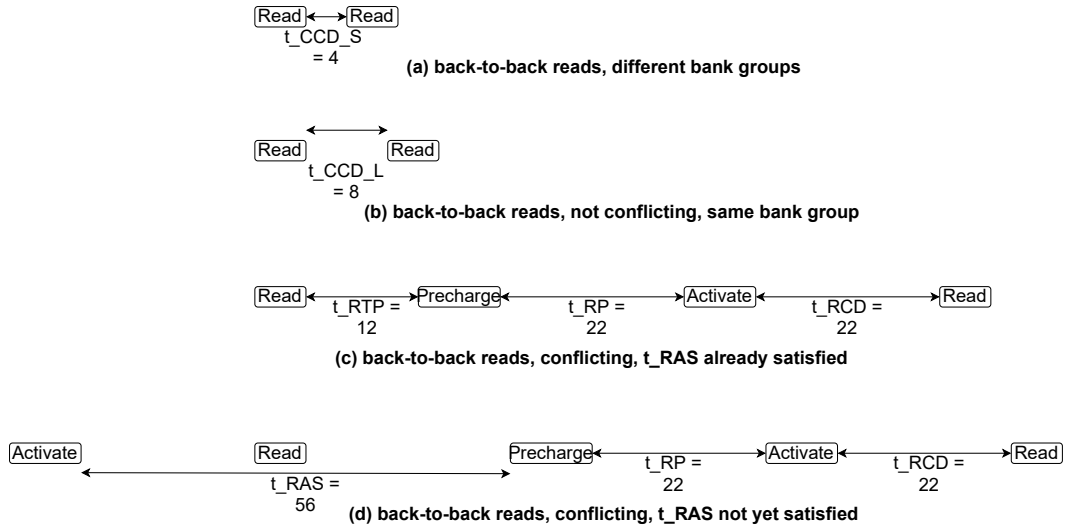 Read Read
t_CCD_S
= 4
(a) back-to-back reads, different bank groups
Read Read
t_CCD_L
= 8
(b) back-to-back reads, not conflicting, same bank group
Read Precharge Activate Read
t_RTP = t_RP = t_RCD =
12 22 22
(c) back-to-back reads, conflicting, t_RAS already satisfied
Activate Read Precharge Activate Read
t_RAS = t_RP = t_RCD =
56 22 22
(d) back-to-back reads, conflicting, t_RAS not yet satisfied